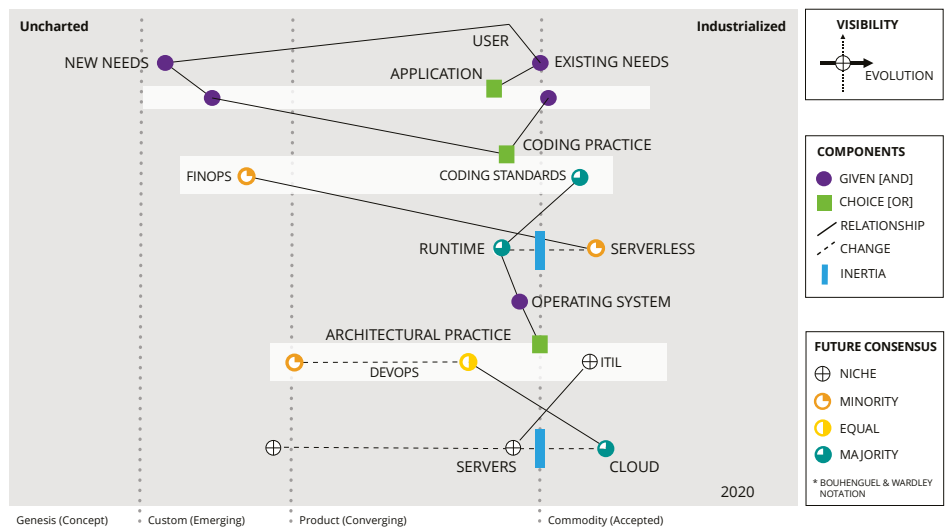 Uncharted
Industrialized
USER
NEW NEEDS
EXISTING NEEDS
APPLICATION
CODING PRACTICE
FINOPS
CODING STANDARDS
RUNTIME
SERVERLESS
OPERATING SYSTEM
ARCHITECTURAL PRACTICE
DEVOPS
ITIL
SERVERS
CLOUD
2020
Genesis (Concept)
Custom (Emerging)
Product (Converging)
Commodity (Accepted)
VISIBILITY
EVOLUTION
COMPONENTS
GIVEN [AND]
CHOICE [OR]
RELATIONSHIP
CHANGE
INERTIA
FUTURE CONSENSUS
NICHE
MINORITY
EQUAL
MAJORITY
* BOUHENGUEL & WARDLEY
NOTATION